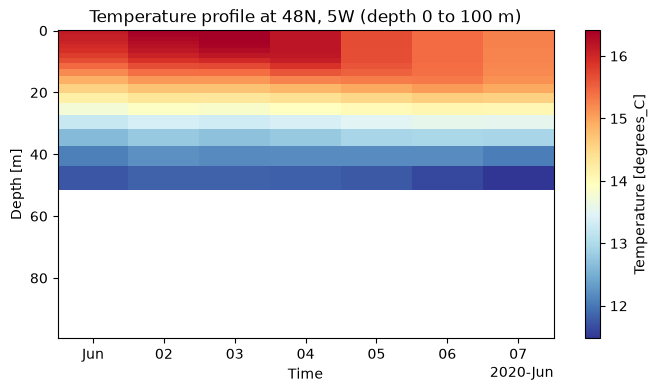 Temperature profile at 48N, 5W (depth 0 to 100 m)
0
20
40
60
80
Depth [m]
Jun 02 03 04 05 06 07
Time
2020-Jun
16
15
14
13
12
Temperature [degrees_C]